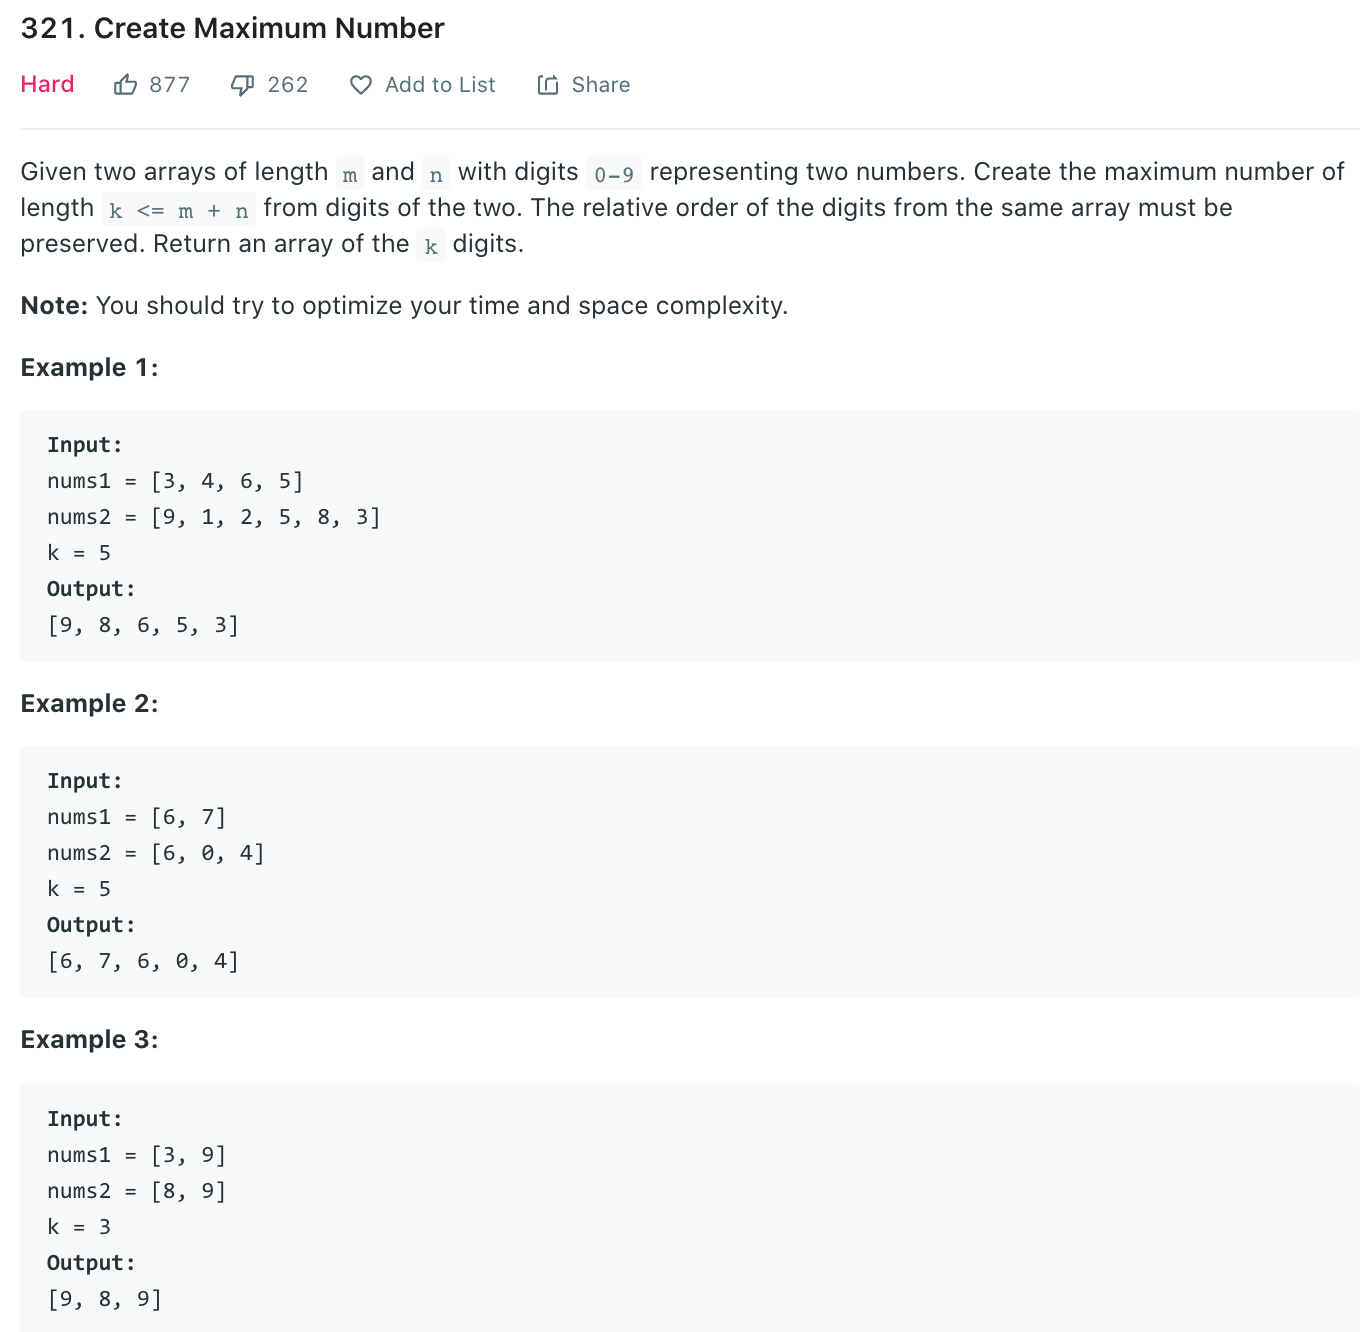 321. Create Maximum Number
Hard 877 262 Add to List Share
Given two arrays of length m and n with digits 0-9 representing two numbers. Create the maximum number of
length k <= m + n from digits of the two. The relative order of the digits from the same array must be
preserved. Return an array of the k digits.
Note: You should try to optimize your time and space complexity.
Example 1:
Input:
nums1 = [3, 4, 6, 5]
nums2 = [9, 1, 2, 5, 8, 3]
k = 5
Output:
[9, 8, 6, 5, 3]
Example 2:
Input:
nums1 = [6, 7]
nums2 = [6, 0, 4]
k = 5
Output:
[6, 7, 6, 0, 4]
Example 3:
Input:
nums1 = [3, 9]
nums2 = [8, 9]
k = 3
Output:
[9, 8, 9]